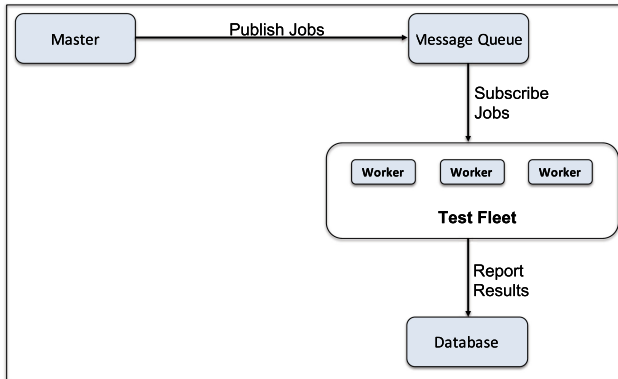 Master
Publish Jobs
Message Queue
Subscribe
Jobs
Worker
Worker
Worker
Test Fleet
Report
Results
Database